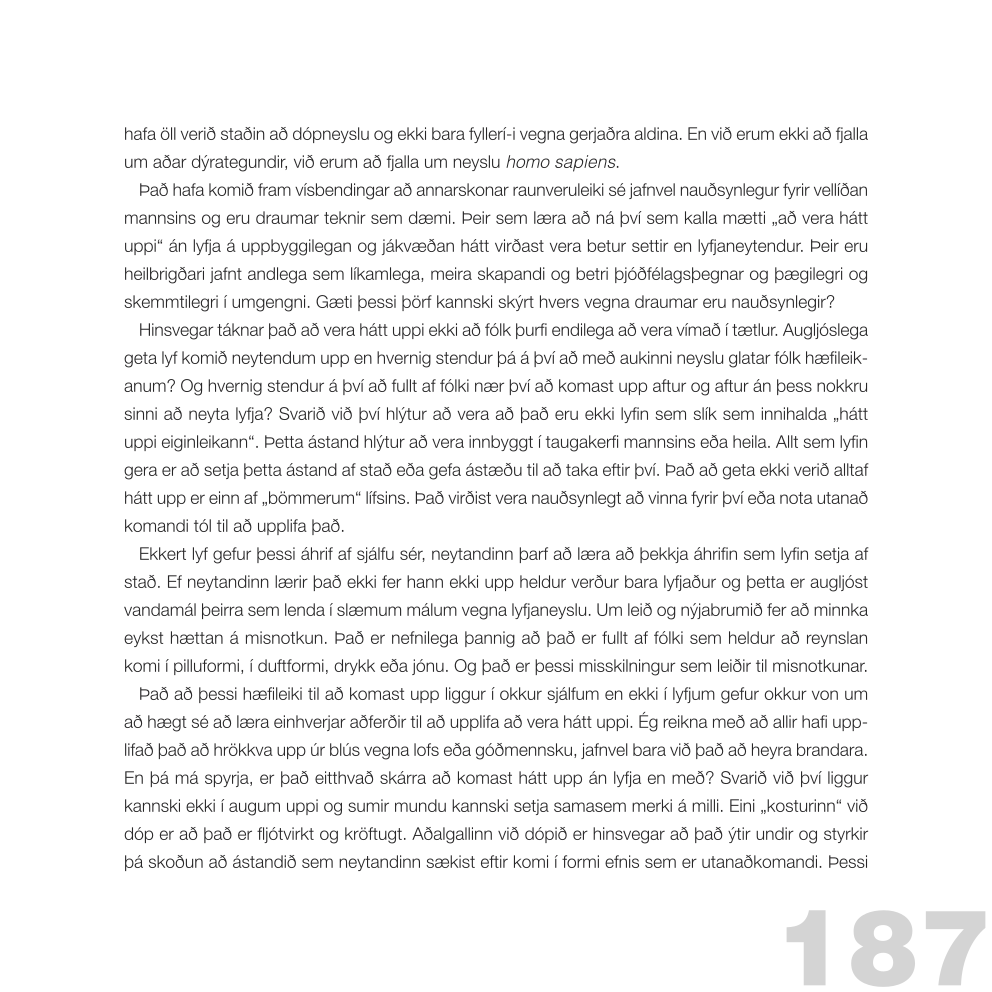 hafa öll verið staðin að dópneyslu og ekki bara fyllerí-i vegna gerjaðra aldina. En við erum ekki að fjalla
um aðar dýrategundir, við erum að fjalla um neyslu homo sapiens.
Það hafa komið fram vísbendingar að annarskonar raunveruleiki sé jafnvel nauðsynlegur fyrir vellíðan
mannsins og eru draumar teknir sem dæmi. Þeir sem læra að ná því sem kalla mætti „að vera hátt
uppi“ án lyfja á uppbyggilegan og jákvæðan hátt virðast vera betur settir en lyfjaneytendur. Þeir eru
heilbrigðari jafnt andlega sem líkamlega, meira skapandi og betri þjóðfélagsþegnar og þægilegri og
skemmtilegri í umgengni. Gæti þessi þörf kannski skýrt hvers vegna draumar eru nauðsynlegir?
Hinsvegar táknar það að vera hátt uppi ekki að fólk þurfi endilega að vera vímað í tætlur. Augljóslega
geta lyf komið neytendum upp en hvernig stendur þá á því að með aukinni neyslu glatar fólk hæfileik-
anum? Og hvernig stendur á því að fullt af fólki nær því að komast upp aftur og aftur án þess nokkru
sinni að neyta lyfja? Svarið við því hlýtur að vera að það eru ekki lyfin sem slík sem innihalda „hátt
uppi eiginleikann“. Þetta ástand hlýtur að vera innbyggt í taugakerfi mannsins eða heila. Allt sem lyfin
gera er að setja þetta ástand af stað eða gefa ástæðu til að taka eftir því. Það að geta ekki verið alltaf
hátt upp er einn af „bömmerum“ lífsins. Það virðist vera nauðsynlegt að vinna fyrir því eða nota utanað
komandi tól til að upplifa það.
Ekkert lyf gefur þessi áhrif af sjálfu sér, neytandinn þarf að læra að þekkja áhrifin sem lyfin setja af
stað. Ef neytandinn lærir það ekki fer hann ekki upp heldur verður bara lyfjaður og þetta er augljóst
vandamál þeirra sem lenda í slæmum málum vegna lyfjaneyslu. Um leið og nýjabrumið fer að minnka
eykst hættan á misnotkun. Það er nefnilega þannig að það er fullt af fólki sem heldur að reynslan
komi í pilluformi, í duftformi, drykk eða jónu. Og það er þessi misskilningur sem leiðir til misnotkunar.
Það að þessi hæfileiki til að komast upp liggur í okkur sjálfum en ekki í lyfjum gefur okkur von um
að hægt sé að læra einhverjar aðferðir til að upplifa að vera hátt uppi. Ég reikna með að allir hafi upp-
lifað það að hrökkva upp úr blús vegna lofs eða góðmennsku, jafnvel bara við það að heyra brandara.
En þá má spyrja, er það eitthvað skárra að komast hátt upp án lyfja en með? Svarið við því liggur
kannski ekki í augum uppi og sumir mundu kannski setja samasem merki á milli. Eini „kosturinn“ við
dóp er að það er fljótvirkt og kröftugt. Aðalgallinn við dópið er hinsvegar að það ýtir undir og styrkir
þá skoðun að ástandið sem neytandinn sækist eftir komi í formi efnis sem er utanaðkomandi. Þessi
187